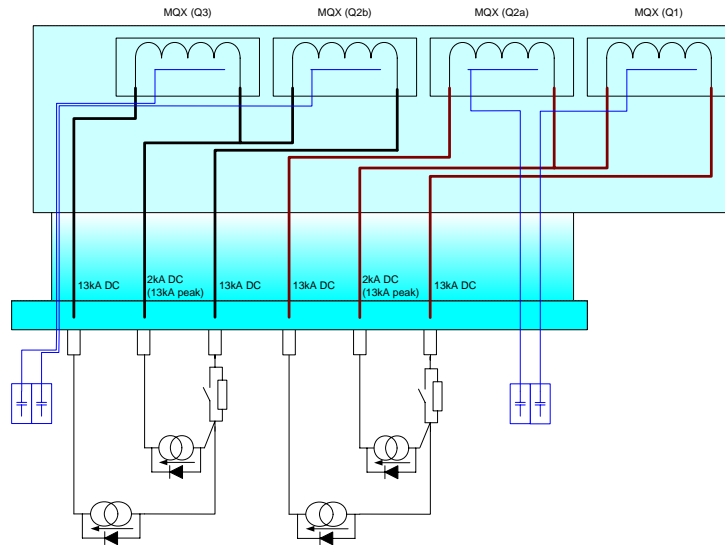 MQX (Q3)
MQX (Q2b)
MQX (Q2a)
MQX (Q1)
13kA DC
2kA DC
(13kA peak)
13kA DC
13kA DC
2kA DC
(13kA peak)
13kA DC